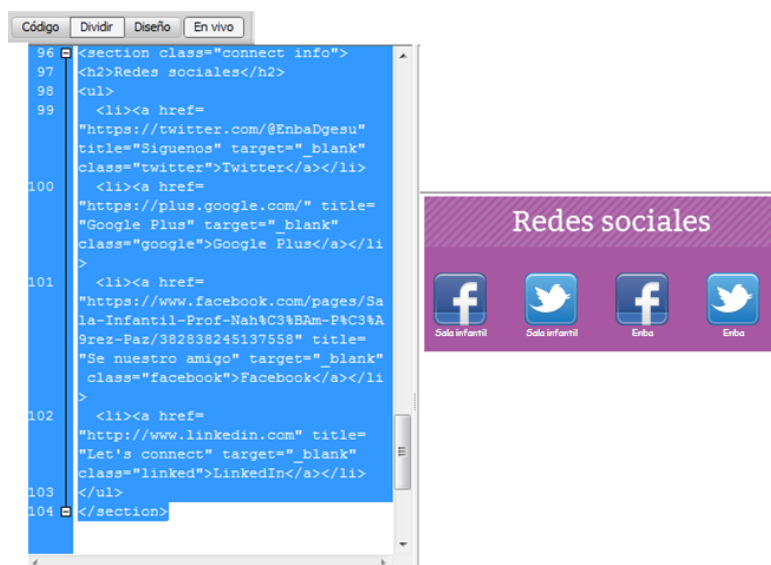 Código Dividir Diseño En vivo
96 <section class="connect info">
97 <h2>Redes sociales</h2>
98 <ul>
99 <li><a href=
"https://twitter.com/@EnbaDgesu"
title="Siguenos" target="_blank"
class="twitter">Twitter</a></li>
100 <li><a href=
"https://plus.google.com/" title=
"Google Plus" target="_blank"
class="google">Google Plus</a></li
>
101 <li><a href=
"https://www.facebook.com/pages/Sa
la-Infantil-Prof-Nah%C3%BAm-P%C3%A
9rez-Paz/382838245137558" title=
"Se nuestro amigo" target="_blank"
class="facebook">Facebook</a></li
>
102 <li><a href=
"http://www.linkedin.com" title=
"Let's connect" target="_blank"
class="linked">LinkedIn</a></li>
103 </ul>
104 </section>
Redes sociales
Sala infantil Sala infantil Enba Enba